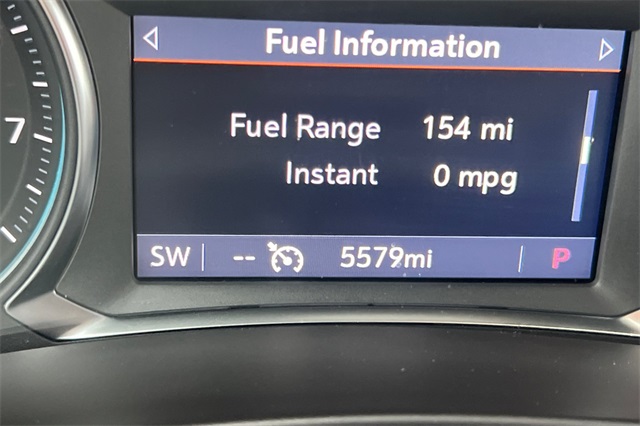 Fuel Information
Fuel Range 154 mi
Instant 0 mpg
SW -- 5579mi P
7